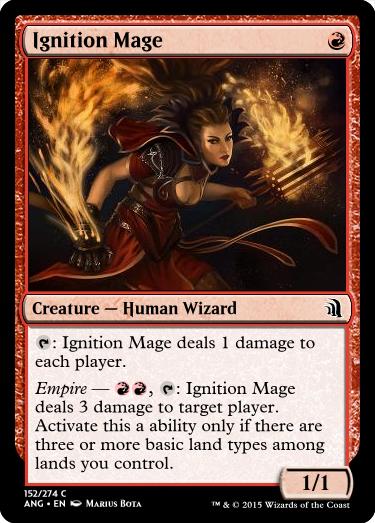 Ignition Mage
Creature — Human Wizard
: Ignition Mage deals 1 damage to
each player.
Empire — , : Ignition Mage
deals 3 damage to target player.
Activate this a ability only if there are
three or more basic land types among
lands you control.
1/1
152/274 C
ANG • EN Marius Bota
™ & © 2015 Wizards of the Coast